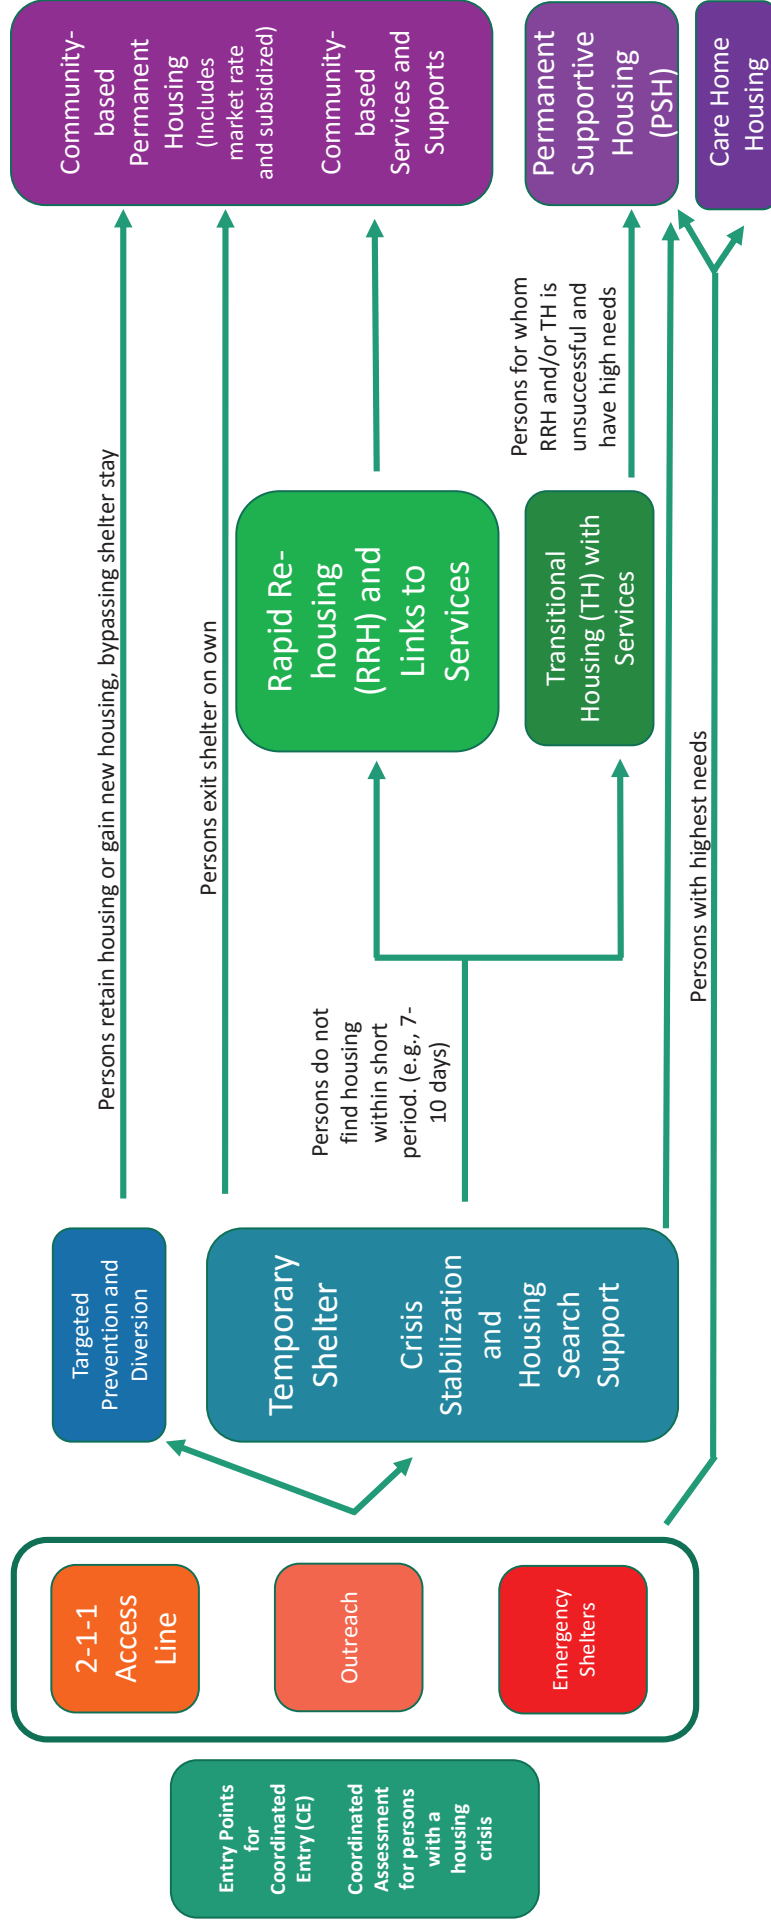 Entry Points
for
Coordinated
Entry (CE)
Coordinated
Assessment
for persons
with a
housing
crisis
2-1-1
Access
Line
Outreach
Emergency
Shelters
Targeted
Prevention and
Diversion
Temporary
Shelter
Crisis
Stabilization
and
Housing
Search
Support
Persons retain housing or gain new housing, bypassing shelter stay
Persons exit shelter on own
Persons do not
find housing
within short
period. (e.g., 7-
10 days)
Rapid Re-
housing
(RRH) and
Links to
Services
Transitional
Housing (TH) with
Services
Persons for whom
RRH and/or TH is
unsuccessful and
have high needs
Persons with highest needs
Community-
based
Permanent
Housing
(Includes
market rate
and subsidized)
Community-
based
Services and
Supports
Permanent
Supportive
Housing
(PSH)
Care Home
Housing